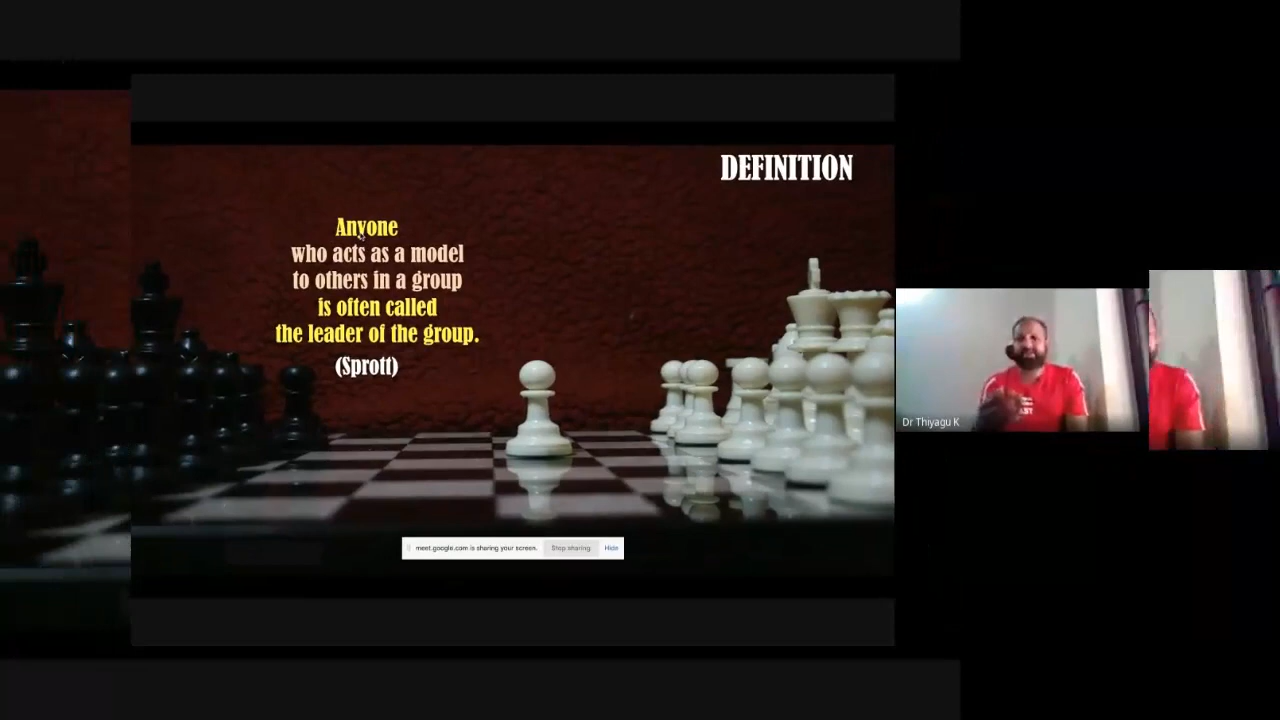 DEFINITION
Anyone
who acts as a model
to others in a group
is often called
the leader of the group.
(Sprott)
meet.google.com is sharing your screen.
Stop sharing
Hide
Dr Thiyagu K